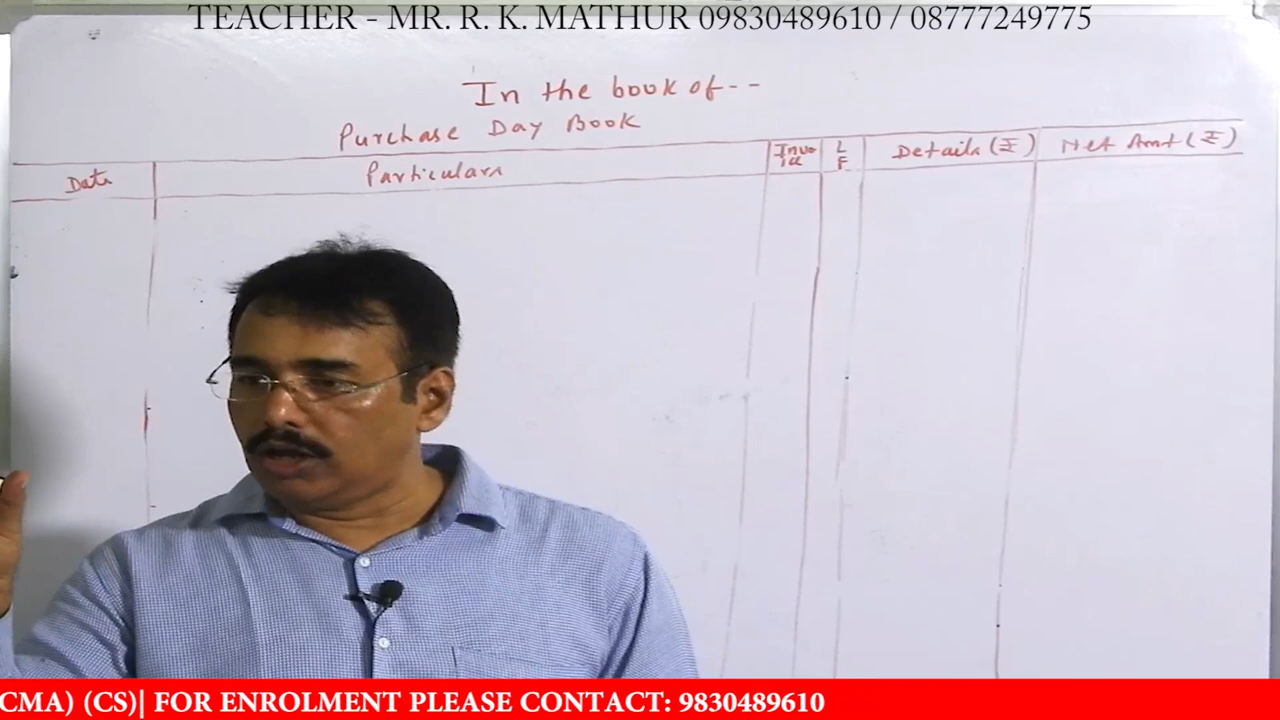 TEACHER - MR. R. K. MATHUR 09830489610 / 08777249775
In the book of--
Purchase Day Book
Date Particulars Invo ice L F Details (₹) Net Amt (₹)
CMA) (CS)| FOR ENROLMENT PLEASE CONTACT: 9830489610